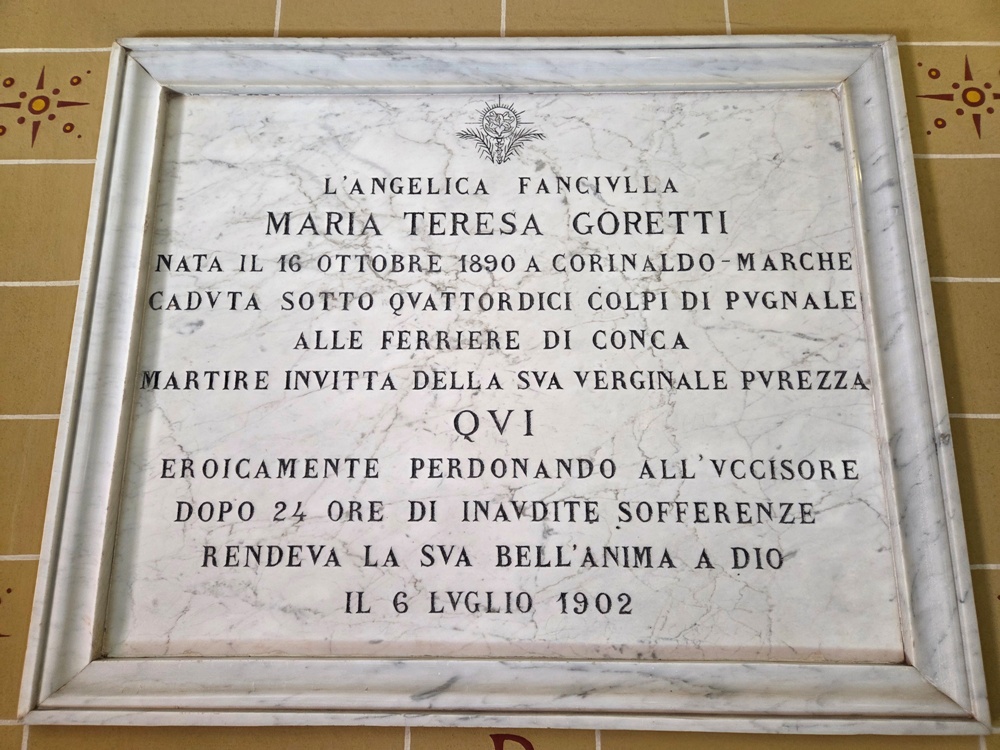 L'ANGELICA FANCIVLLA
MARIA TERESA GORETTI
NATA IL 16 OTTOBRE 1890 A CORINALDO-MARCHE
CADVTA SOTTO QVATTORDICI COLPI DI PVGNALE
ALLE FERRIERE DI CONCA
MARTIRE INVITTA DELLA SVA VERGINALE PVREZZA
QVI
EROICAMENTE PERDONANDO ALL'VCCISORE
DOPO 24 ORE DI INAVDITE SOFFERENZE
RENDEVA LA SVA BELL'ANIMA A DIO
IL 6 LVGLIO 1902